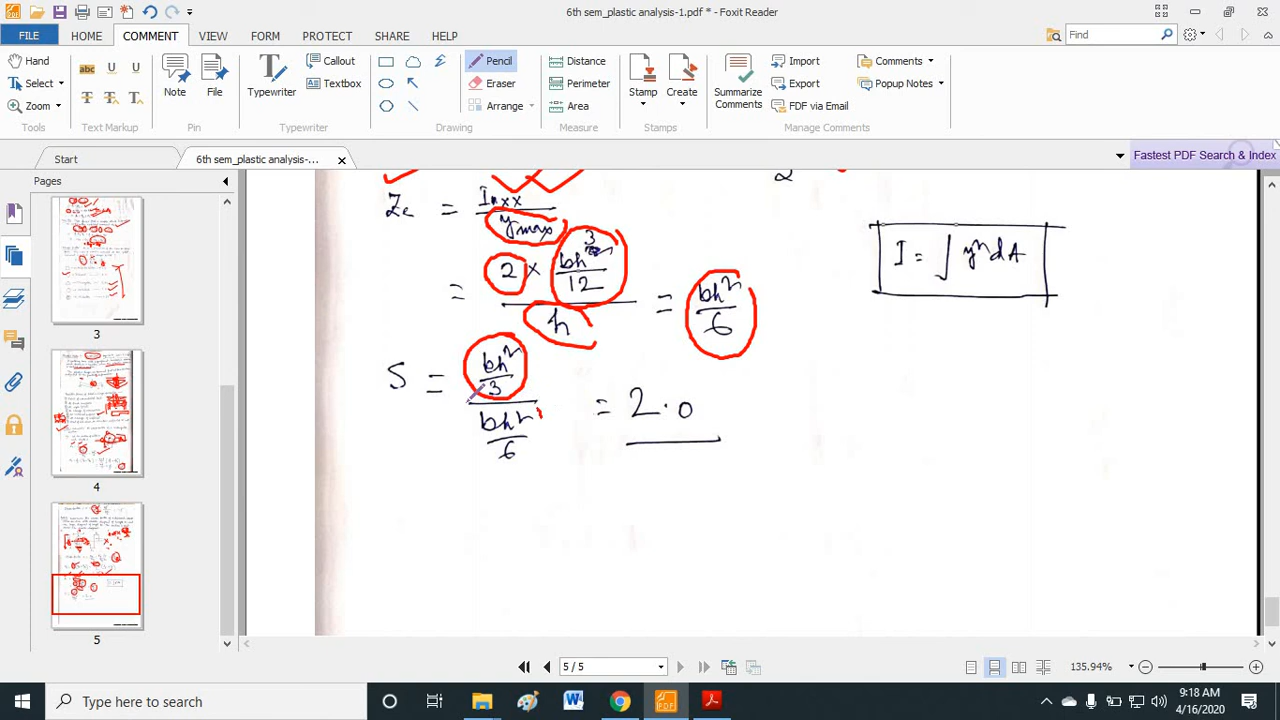 6th sem_plastic analysis-1.pdf * - Foxit Reader
FILE HOME COMMENT VIEW FORM PROTECT SHARE HELP
Find
Hand
Select
Zoom
Tools
abc U U
T T T
Text Markup
Note
File
Pin
Typewriter
Callout
Textbox
Typewriter
Pencil
Eraser
Arrange
Drawing
Distance
Perimeter
Area
Measure
Stamp
Create
Stamps
Summarize
Comments
Import
Export
FDF via Email
Comments
Popup Notes
Manage Comments
Start
6th sem_plastic analysis-...
Fastest PDF Search & Index
Pages
3
4
5
2
Ze = Inxx
ymax
= 2 × bh³
12
h
= bh²
6
I = ∫ y²dA
S = bh²
3
bh²
6
= 2.0
5 / 5
135.94%
Type here to search
W
PDF
9:18 AM
4/16/2020